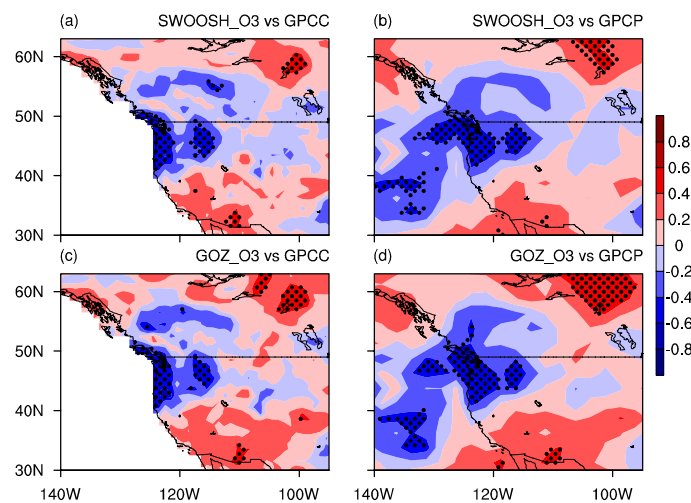 (a) SWOOSH_O3 vs GPCC
(b) SWOOSH_O3 vs GPCP
60N
50N
40N
30N
(c) GOZ_O3 vs GPCC
(d) GOZ_O3 vs GPCP
60N
50N
40N
30N
140W 120W 100W
140W 120W 100W
0.8
0.6
0.4
0.2
0
-0.2
-0.4
-0.6
-0.8